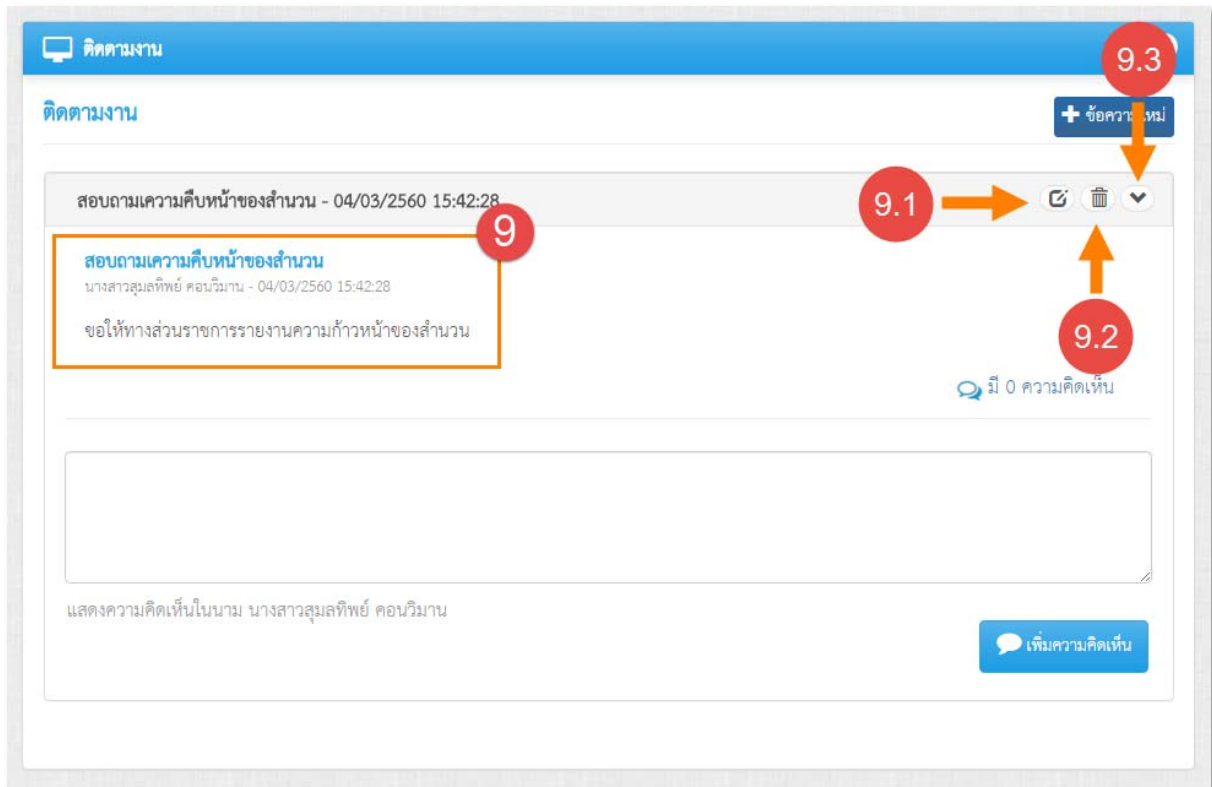 ติดตามงาน
9.3
ติดตามงาน
ข้อความใหม่
สอบถามเความคืบหน้าของสำนวน - 04/03/2560 15:42:28
9.1
9
สอบถามเความคืบหน้าของสำนวน
นางสาวสุมลทิพย์ คอนวิมาน - 04/03/2560 15:42:28
ขอให้ทางส่วนราชการรายงานความก้าวหน้าของสำนวน
9.2
มี 0 ความคิดเห็น
แสดงความคิดเห็นในนาม นางสาวสุมลทิพย์ คอนวิมาน
เพิ่มความคิดเห็น